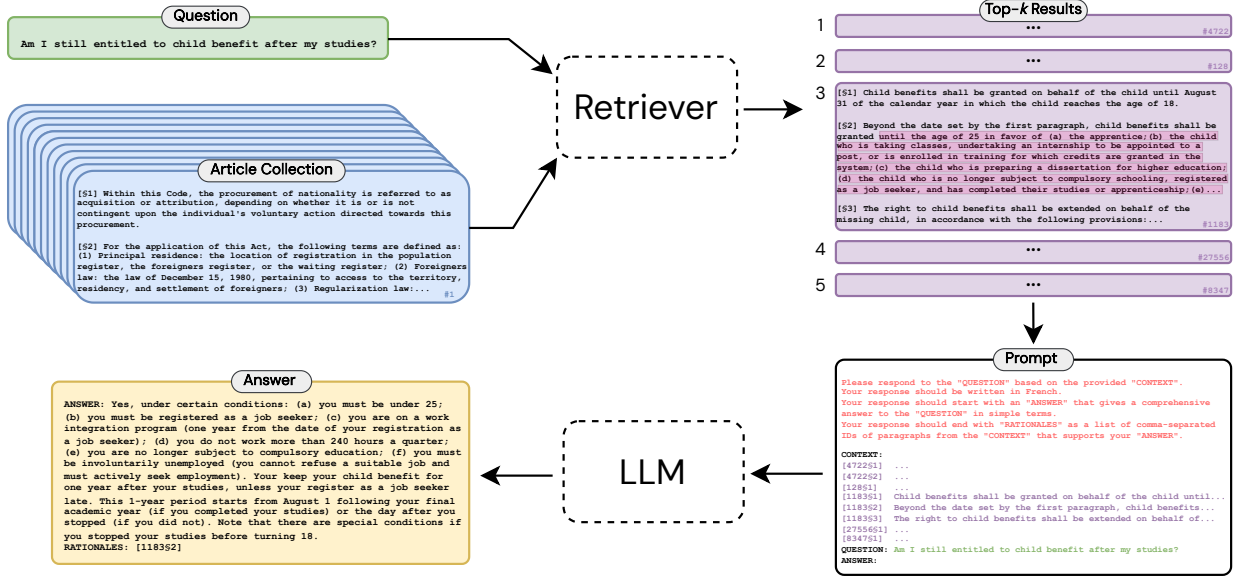 Question
Am I still entitled to child benefit after my studies?
Article Collection
[§1] Within this Code, the procurement of nationality is referred to as
acquisition or attribution, depending on whether it is or is not
contingent upon the individual's voluntary action directed towards this
procurement.
[§2] For the application of this Act, the following terms are defined as:
(1) Principal residence: the location of registration in the population
register, the foreigners register, or the waiting register; (2) Foreigners
law: the law of December 15, 1980, pertaining to access to the territory,
residency, and settlement of foreigners; (3) Regularization law:...
#1
Retriever
Top-k Results
1
...
#4722
2
...
#128
3
[§1] Child benefits shall be granted on behalf of the child until August
31 of the calendar year in which the child reaches the age of 18.
[§2] Beyond the date set by the first paragraph, child benefits shall be
granted until the age of 25 in favor of (a) the apprentice;(b) the child
who is taking classes, undertaking an internship to be appointed to a
post, or is enrolled in training for which credits are granted in the
system;(c) the child who is preparing a dissertation for higher education;
(d) the child who is no longer subject to compulsory schooling, registered
as a job seeker, and has completed their studies or apprenticeship;(e)...
[§3] The right to child benefits shall be extended on behalf of the
missing child, in accordance with the following provisions:...
#1183
4
...
#27556
5
...
#8347
Prompt
Please respond to the "QUESTION" based on the provided "CONTEXT".
Your response should be written in French.
Your response should start with an "ANSWER" that gives a comprehensive
answer to the "QUESTION" in simple terms.
Your response should end with "RATIONALES" as a list of comma-separated
IDs of paragraphs from the "CONTEXT" that supports your "ANSWER".
CONTEXT:
[4722§1] ...
[4722§2] ...
[128§1] ...
[1183§1] Child benefits shall be granted on behalf of the child until...
[1183§2] Beyond the date set by the first paragraph, child benefits...
[1183§3] The right to child benefits shall be extended on behalf of...
[27556§1] ...
[8347§1] ...
QUESTION: Am I still entitled to child benefit after my studies?
ANSWER:
LLM
Answer
ANSWER: Yes, under certain conditions: (a) you must be under 25;
(b) you must be registered as a job seeker; (c) you are on a work
integration program (one year from the date of your registration as
a job seeker); (d) you do not work more than 240 hours a quarter;
(e) you are no longer subject to compulsory education; (f) you must
be involuntarily unemployed (you cannot refuse a suitable job and
must actively seek employment). Your keep your child benefit for
one year after your studies, unless your register as a job seeker
late. This 1-year period starts from August 1 following your final
academic year (if you completed your studies) or the day after you
stopped (if you did not). Note that there are special conditions if
you stopped your studies before turning 18.
RATIONALES: [1183§2]